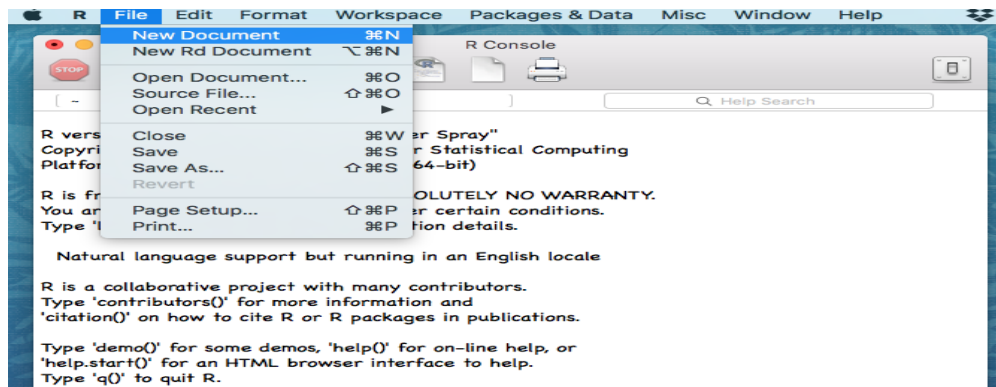 R File Edit Format Workspace Packages & Data Misc Window Help
New Document ⌘N
New Rd Document ⌥⌘N
Open Document... ⌘O
Source File... ⇧⌘O
Open Recent ▶
Close ⌘W
Save ⌘S
Save As... ⇧⌘S
Revert
Page Setup... ⇧⌘P
Print... ⌘P
R Console
STOP
R
~
Help Search
R vers er Spray"
Copyri r Statistical Computing
Platfor 64-bit)
R is fr OLUTELY NO WARRANTY.
You ar er certain conditions.
Type 'l tion details.
Natural language support but running in an English locale
R is a collaborative project with many contributors.
Type 'contributors()' for more information and
'citation()' on how to cite R or R packages in publications.
Type 'demo()' for some demos, 'help()' for on-line help, or
'help.start()' for an HTML browser interface to help.
Type 'q()' to quit R.